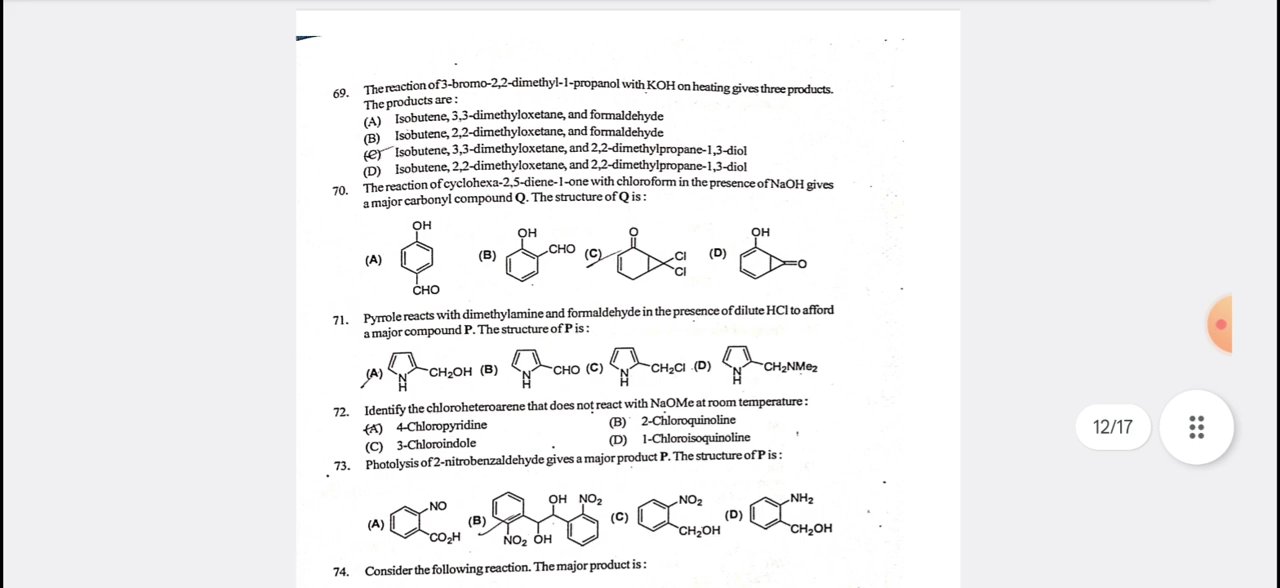 69. The reaction of 3-bromo-2,2-dimethyl-1-propanol with KOH on heating gives three products.
The products are :
(A) Isobutene, 3,3-dimethyloxetane, and formaldehyde
(B) Isobutene, 2,2-dimethyloxetane, and formaldehyde
(C) Isobutene, 3,3-dimethyloxetane, and 2,2-dimethylpropane-1,3-diol
(D) Isobutene, 2,2-dimethyloxetane, and 2,2-dimethylpropane-1,3-diol
70. The reaction of cyclohexa-2,5-diene-1-one with chloroform in the presence of NaOH gives
a major carbonyl compound Q. The structure of Q is :
OH OH O OH
(A) (B) CHO (C) Cl (D) O
Cl
CHO
71. Pyrrole reacts with dimethylamine and formaldehyde in the presence of dilute HCl to afford
a major compound P. The structure of P is :
(A) N H CH2OH (B) N H CHO (C) N H CH2Cl (D) N H CH2NMe2
72. Identify the chloroheteroarene that does not react with NaOMe at room temperature :
(A) 4-Chloropyridine (B) 2-Chloroquinoline
(C) 3-Chloroindole (D) 1-Chloroisoquinoline
73. Photolysis of 2-nitrobenzaldehyde gives a major product P. The structure of P is :
NO OH NO2 NO2 NH2
(A) (B) (C) (D)
CO2H NO2 OH CH2OH CH2OH
74. Consider the following reaction. The major product is :
12/17